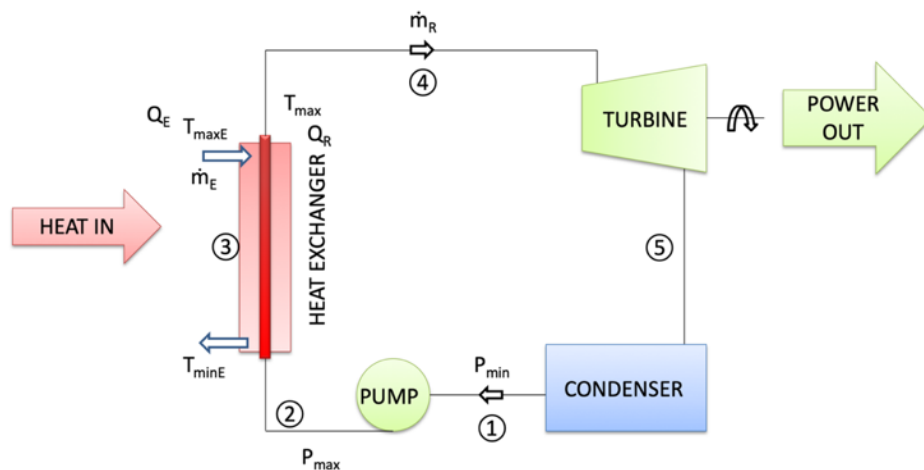 ṁR
④
TURBINE
POWER
OUT
Tmax
QE
TmaxE
QR
ṁE
HEAT IN
③
HEAT EXCHANGER
⑤
TminE
Pmin
CONDENSER
PUMP
②
①
Pmax